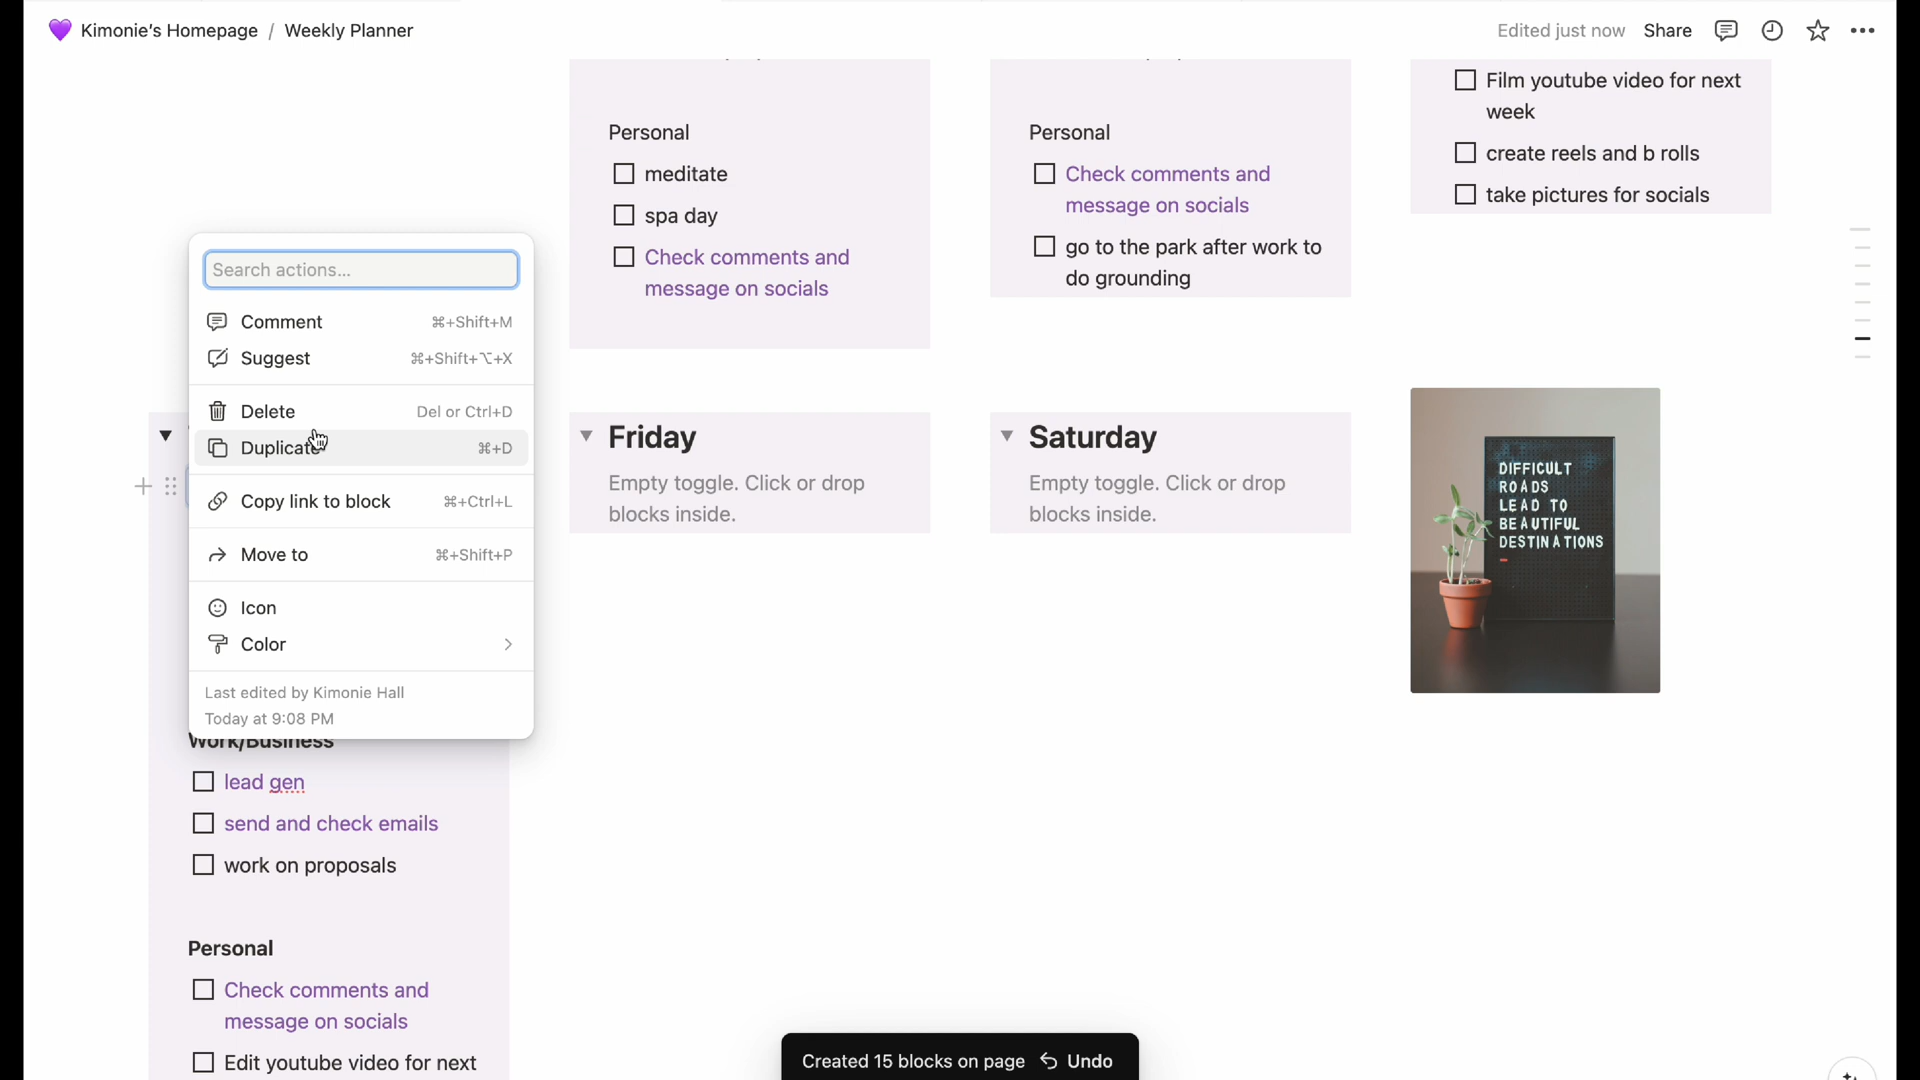 Kimonie's Homepage / Weekly Planner
Edited just now Share
Personal
meditate
spa day
Check comments and
message on socials
Personal
Check comments and
message on socials
go to the park after work to
do grounding
Film youtube video for next
week
create reels and b rolls
take pictures for socials
Search actions...
Comment ⌘+Shift+M
Suggest ⌘+Shift+⌥+X
Delete Del or Ctrl+D
Duplicate ⌘+D
Copy link to block ⌘+Ctrl+L
Move to ⌘+Shift+P
Icon
Color
Last edited by Kimonie Hall
Today at 9:08 PM
Friday
Empty toggle. Click or drop
blocks inside.
Saturday
Empty toggle. Click or drop
blocks inside.
DIFFICULT
ROADS
LEAD TO
BEAUTIFUL
DESTINATIONS
Work/Business
lead gen
send and check emails
work on proposals
Personal
Check comments and
message on socials
Edit youtube video for next
Created 15 blocks on page Undo